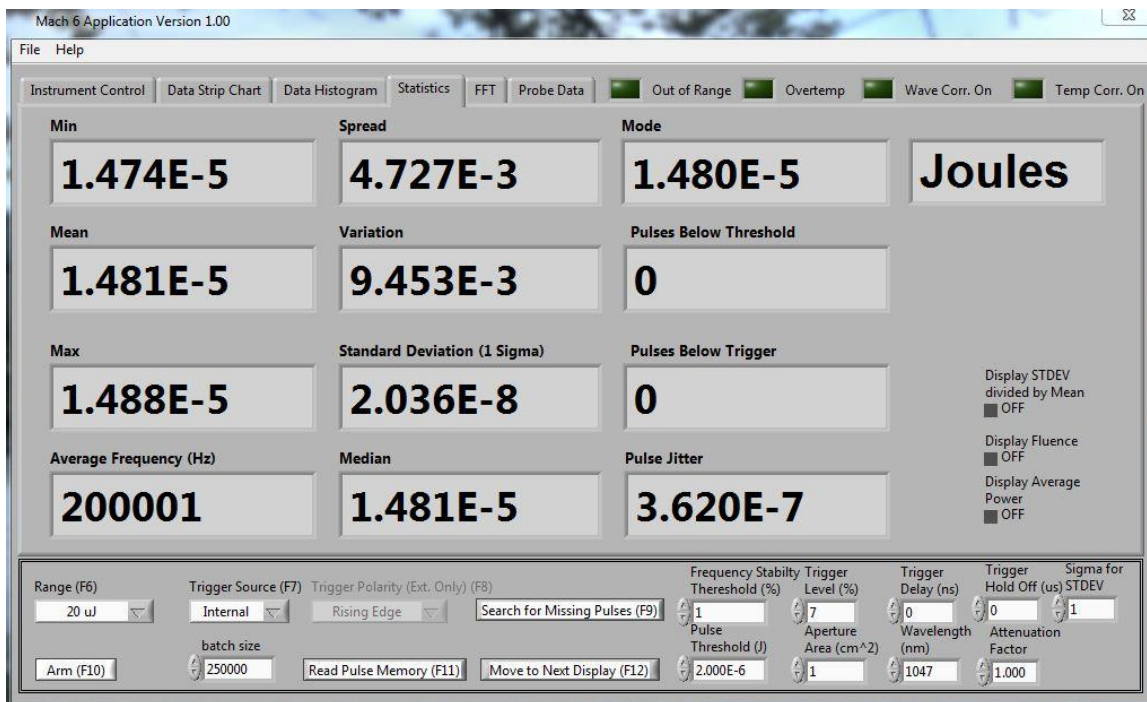 Mach 6 Application Version 1.00
File Help
Instrument Control Data Strip Chart Data Histogram Statistics FFT Probe Data Out of Range Overtemp Wave Corr. On Temp Corr. On
Min Spread Mode
1.474E-5 4.727E-3 1.480E-5 Joules
Mean Variation Pulses Below Threshold
1.481E-5 9.453E-3 0
Max Standard Deviation (1 Sigma) Pulses Below Trigger
1.488E-5 2.036E-8 0
Display STDEV
divided by Mean
OFF
Display Fluence
OFF
Display Average
Power
OFF
Average Frequency (Hz) Median Pulse Jitter
200001 1.481E-5 3.620E-7
Range (F6) Trigger Source (F7) Trigger Polarity (Ext. Only) (F8)
20 uJ Internal Rising Edge Search for Missing Pulses (F9)
Frequency Stabilty Trigger Trigger Trigger Sigma for
Thereshold (%) Level (%) Delay (ns) Hold Off (us) STDEV
1 7 0 0 1
Pulse Aperture Wavelength Attenuation
Threshold (J) Area (cm^2) (nm) Factor
2.000E-6 1 1047 1.000
batch size
Arm (F10) 250000 Read Pulse Memory (F11) Move to Next Display (F12)